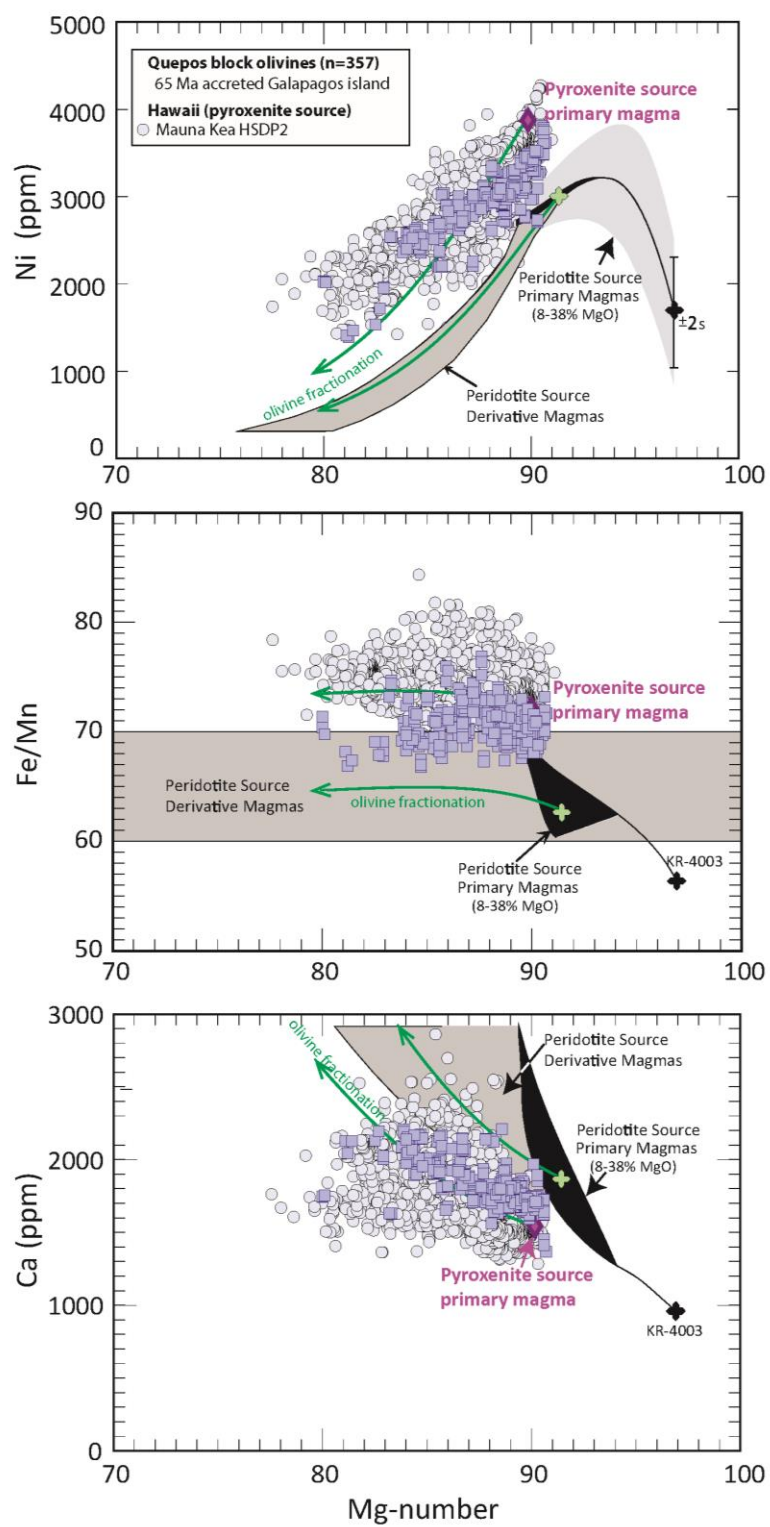 5000
4000
3000
2000
1000
0
Ni (ppm)
Quepos block olivines (n=357)
65 Ma accreted Galapagos island
Hawaii (pyroxenite source)
Mauna Kea HSDP2
Pyroxenite source
primary magma
Peridotite Source
Primary Magmas
(8-38% MgO)
±2s
olivine fractionation
Peridotite Source
Derivative Magmas
70
80
90
100
90
80
70
60
50
Fe/Mn
Pyroxenite source
primary magma
Peridotite Source
Derivative Magmas
olivine fractionation
Peridotite Source
Primary Magmas
(8-38% MgO)
KR-4003
70
80
90
100
3000
2000
1000
0
Ca (ppm)
olivine fractionation
Peridotite Source
Derivative Magmas
Peridotite Source
Primary Magmas
(8-38% MgO)
Pyroxenite source
primary magma
KR-4003
70
80
90
100
Mg-number